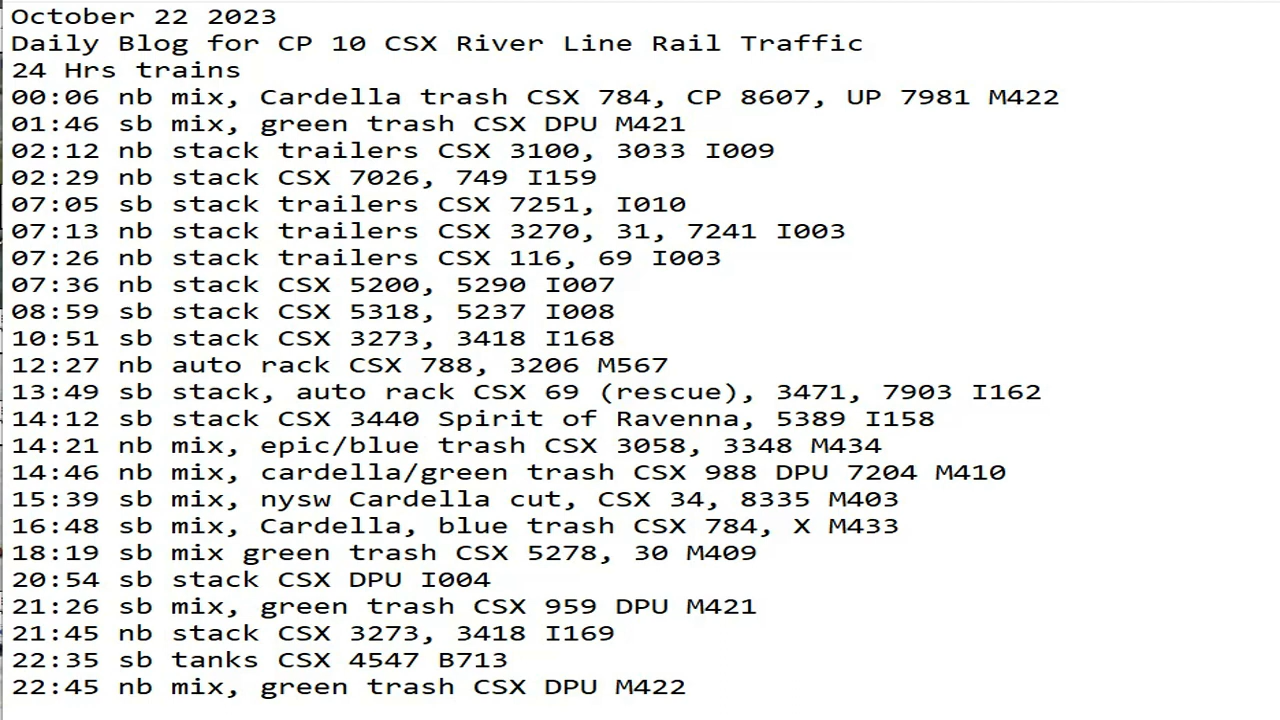 October 22 2023
Daily Blog for CP 10 CSX River Line Rail Traffic
24 Hrs trains
00:06 nb mix, Cardella trash CSX 784, CP 8607, UP 7981 M422
01:46 sb mix, green trash CSX DPU M421
02:12 nb stack trailers CSX 3100, 3033 I009
02:29 nb stack CSX 7026, 749 I159
07:05 sb stack trailers CSX 7251, I010
07:13 nb stack trailers CSX 3270, 31, 7241 I003
07:26 nb stack trailers CSX 116, 69 I003
07:36 nb stack CSX 5200, 5290 I007
08:59 sb stack CSX 5318, 5237 I008
10:51 sb stack CSX 3273, 3418 I168
12:27 nb auto rack CSX 788, 3206 M567
13:49 sb stack, auto rack CSX 69 (rescue), 3471, 7903 I162
14:12 sb stack CSX 3440 Spirit of Ravenna, 5389 I158
14:21 nb mix, epic/blue trash CSX 3058, 3348 M434
14:46 nb mix, cardella/green trash CSX 988 DPU 7204 M410
15:39 sb mix, nysw Cardella cut, CSX 34, 8335 M403
16:48 sb mix, Cardella, blue trash CSX 784, X M433
18:19 sb mix green trash CSX 5278, 30 M409
20:54 sb stack CSX DPU I004
21:26 sb mix, green trash CSX 959 DPU M421
21:45 nb stack CSX 3273, 3418 I169
22:35 sb tanks CSX 4547 B713
22:45 nb mix, green trash CSX DPU M422